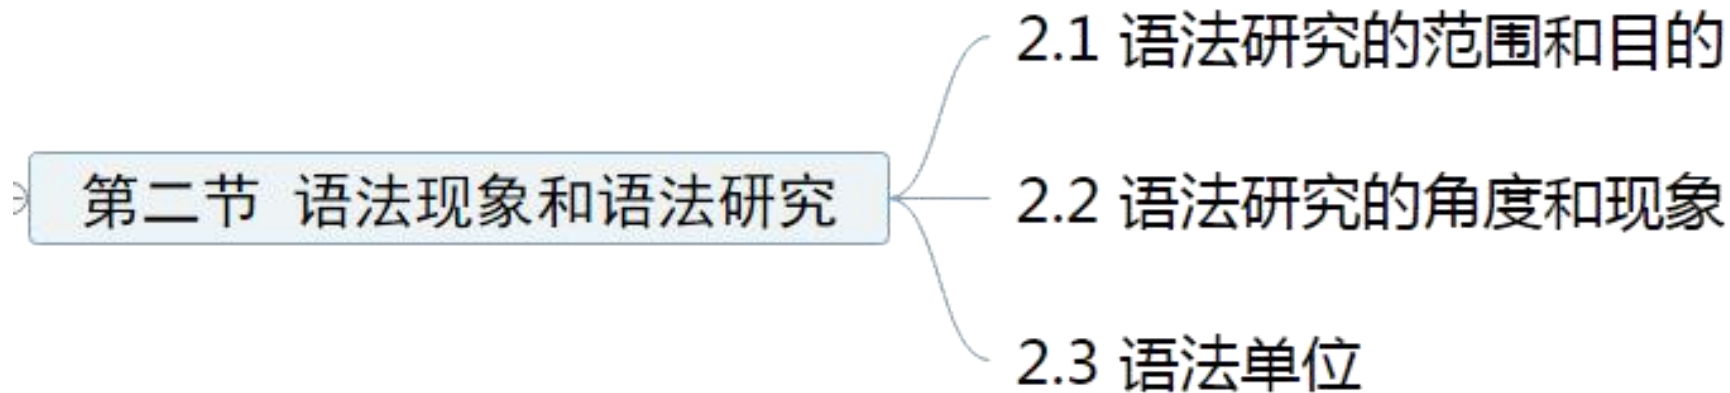 2.1 语法研究的范围和目的
第二节 语法现象和语法研究
2.2 语法研究的角度和现象
2.3 语法单位